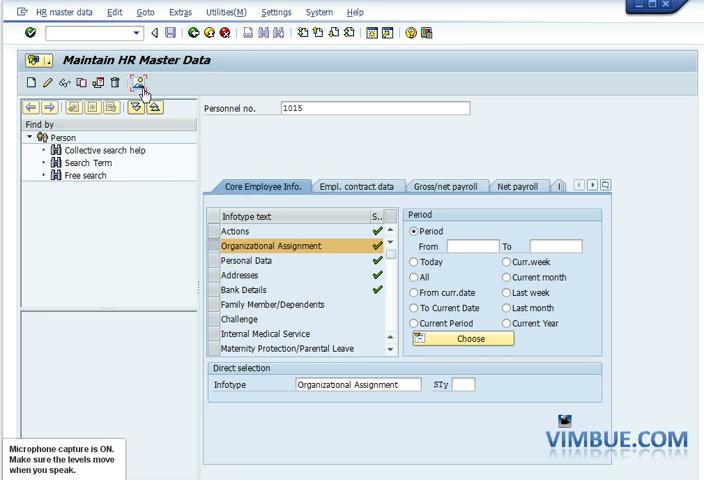 HR master data Edit Goto Extras Utilities(M) Settings System Help
Maintain HR Master Data
Personnel no. 1015
Find by
Person
Collective search help
Search Term
Free search
Core Employee Info. Empl. contract data Gross/net payroll Net payroll
Infotype text S..
Actions
Organizational Assignment
Personal Data
Addresses
Bank Details
Family Member/Dependents
Challenge
Internal Medical Service
Maternity Protection/Parental Leave
Period
Period
From To
Today Curr.week
All Current month
From curr.date Last week
To Current Date Last month
Current Period Current Year
Choose
Direct selection
Infotype Organizational Assignment STy
Microphone capture is ON.
Make sure the levels move
when you speak.
VIMBUE.COM